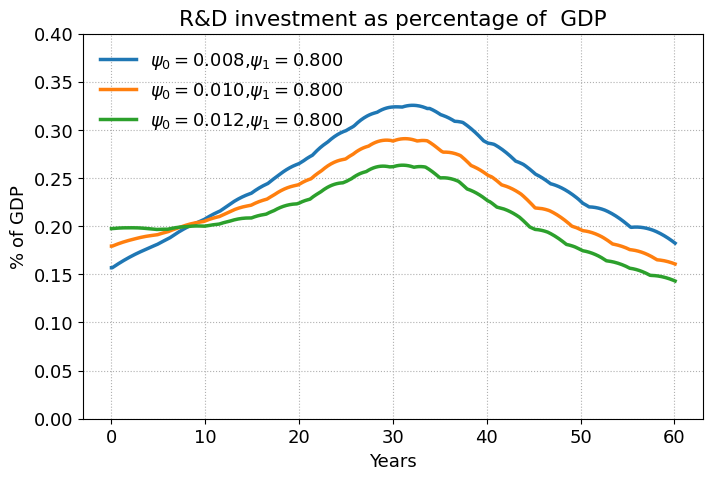 R&D investment as percentage of  GDP
0.40
0.35
0.30
0.25
0.20
0.15
0.10
0.05
0.00
% of GDP
ψ₀ = 0.008,ψ₁ = 0.800
ψ₀ = 0.010,ψ₁ = 0.800
ψ₀ = 0.012,ψ₁ = 0.800
0 10 20 30 40 50 60
Years